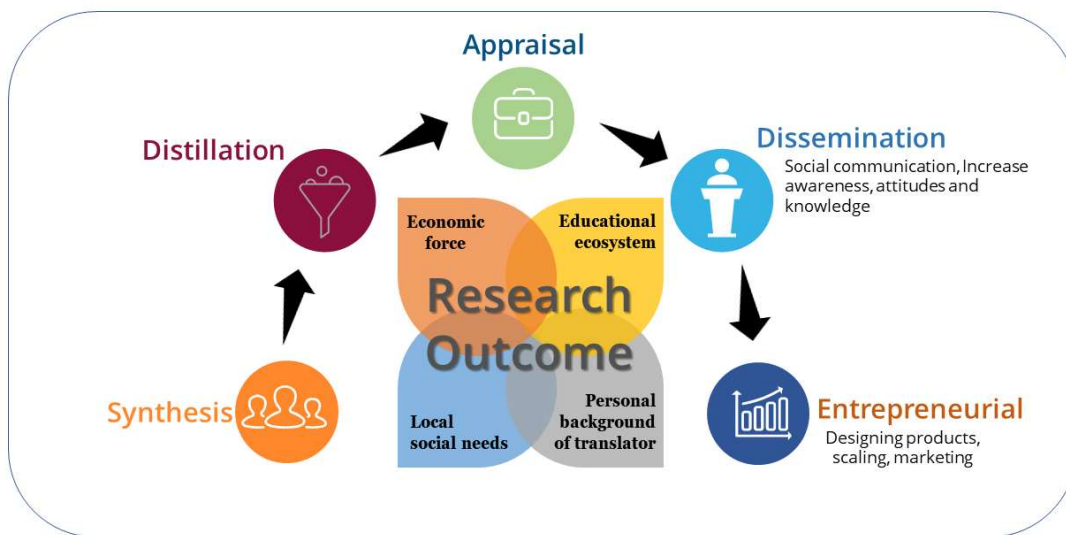 Appraisal
Distillation
Dissemination
Social communication, Increase
awareness, attitudes and
knowledge
Economic
force
Educational
ecosystem
Research
Outcome
Synthesis
Local
social needs
Personal
background
of translator
Entrepreneurial
Designing products,
scaling, marketing